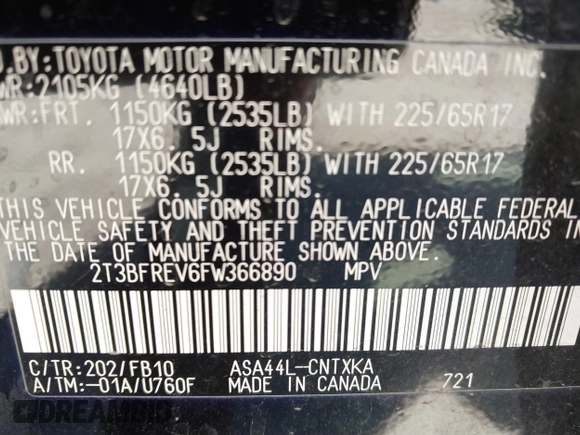 D.BY:TOYOTA MOTOR MANUFACTURING CANADA INC.
WR:2105KG (4640LB)
WR:FRT. 1150KG (2535LB) WITH 225/65R17
17X6. 5J RIMS.
RR. 1150KG (2535LB) WITH 225/65R17
17X6. 5J RIMS.
THIS VEHICLE CONFORMS TO ALL APPLICABLE FEDERAL
VEHICLE SAFETY AND THEFT PREVENTION STANDARDS
THE DATE OF MANUFACTURE SHOWN ABOVE.
2T3BFREV6FW366890 MPV
C/TR:202/FB10 ASA44L-CNTXKA
A/TM:-01A/U760F MADE IN CANADA 721